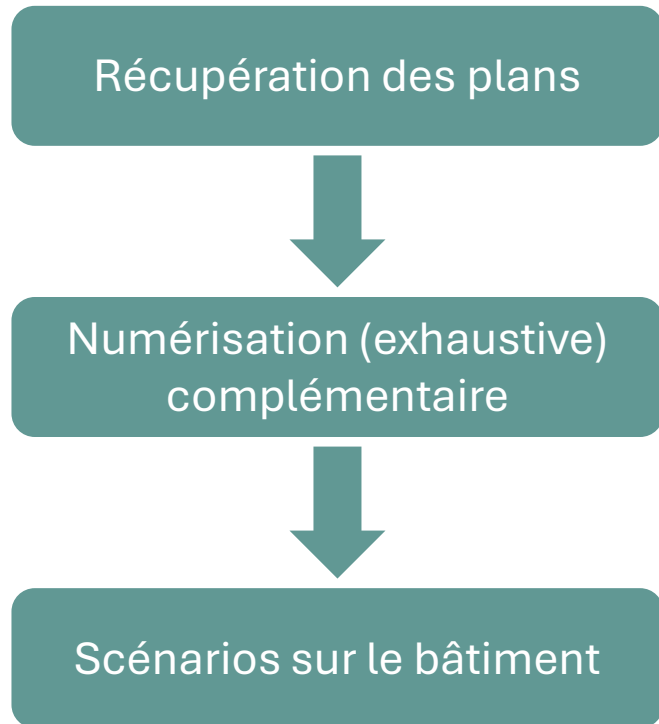 Récupération des plans
Numérisation (exhaustive)
complémentaire
Scénarios sur le bâtiment